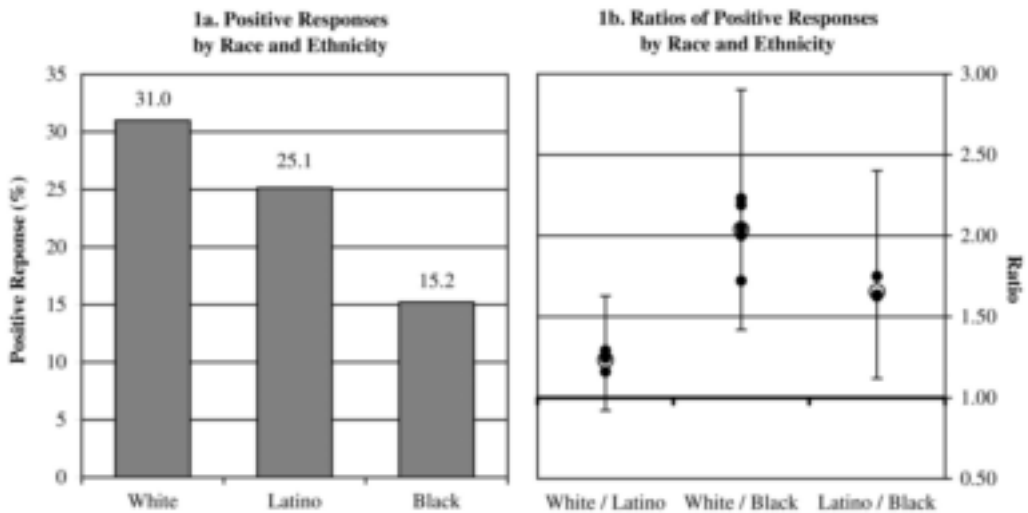 1a. Positive Responses
by Race and Ethnicity
35
30
25
20
15
10
5
0
Positive Reponse (%)
31.0
25.1
15.2
White
Latino
Black
1b. Ratios of Positive Responses
by Race and Ethnicity
3.00
2.50
2.00
1.50
1.00
0.50
Ratio
White / Latino
White / Black
Latino / Black